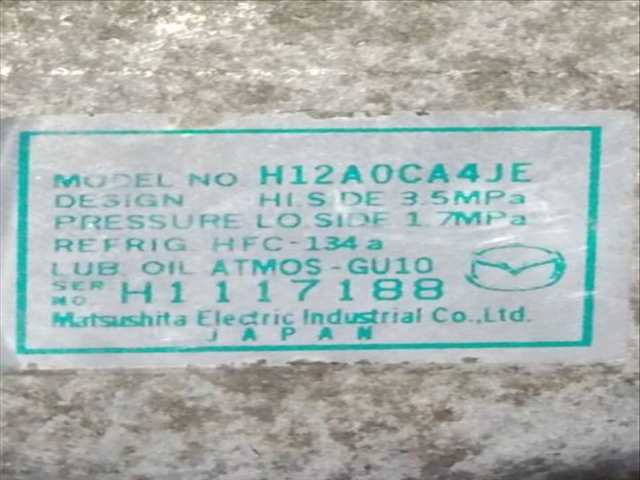 MODEL NO H12A0CA4JE
DESIGN HI.SIDE 3.5MPa
PRESSURE LO.SIDE 1.7MPa
REFRIG HFC-134a
LUB. OIL ATMOS-GU10
SER NO. H1117188
Matsushita Electric Industrial Co.,Ltd.
JAPAN